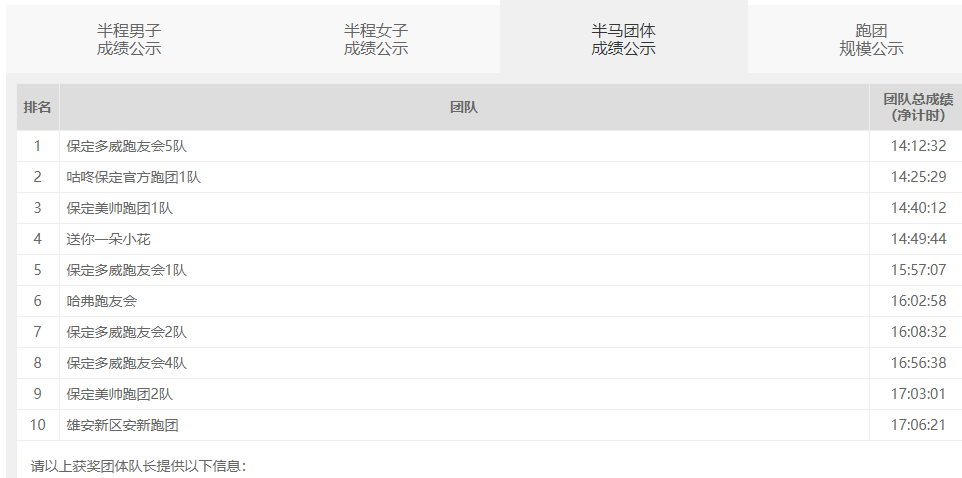 半程男子
成绩公示
半程女子
成绩公示
半马团体
成绩公示
跑团
规模公示
排名 团队 团队总成绩
(净计时)
1 保定多威跑友会5队 14:12:32
2 咕咚保定官方跑团1队 14:25:29
3 保定美帅跑团1队 14:40:12
4 送你一朵小花 14:49:44
5 保定多威跑友会1队 15:57:07
6 哈弗跑友会 16:02:58
7 保定多威跑友会2队 16:08:32
8 保定多威跑友会4队 16:56:38
9 保定美帅跑团2队 17:03:01
10 雄安新区安新跑团 17:06:21
请以上获奖团体队长提供以下信息：